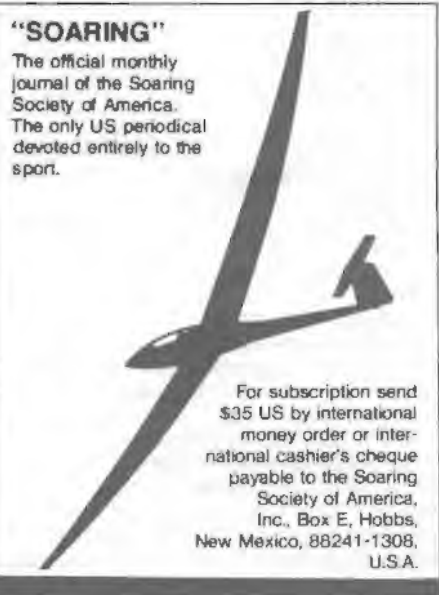 "SOARING"
The official monthly
journal of the Soaring
Society of America.
The only US periodical
devoted entirely to the
sport.
For subscription send
$35 US by international
money order or inter-
national cashier's cheque
payable to the Soaring
Society of America,
Inc., Box E, Hobbs,
New Mexico, 88241-1308,
U.S.A.